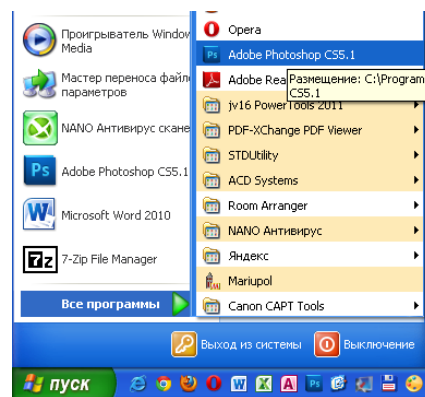 Проигрыватель Window
Media
Мастер переноса файло
параметров
NANO Антивирус скане
Adobe Photoshop CS5.1
Microsoft Word 2010
7-Zip File Manager
Все программы
Opera
Adobe Photoshop CS5.1
Adobe Rea
Размещение: C:\Program
CS5.1
jv16 PowerTools 2011
PDF-XChange PDF Viewer
STDUtility
ACD Systems
Room Arranger
NANO Антивирус
Яндекс
Mariupol
Canon CAPT Tools
Выход из системы
Выключение
пуск